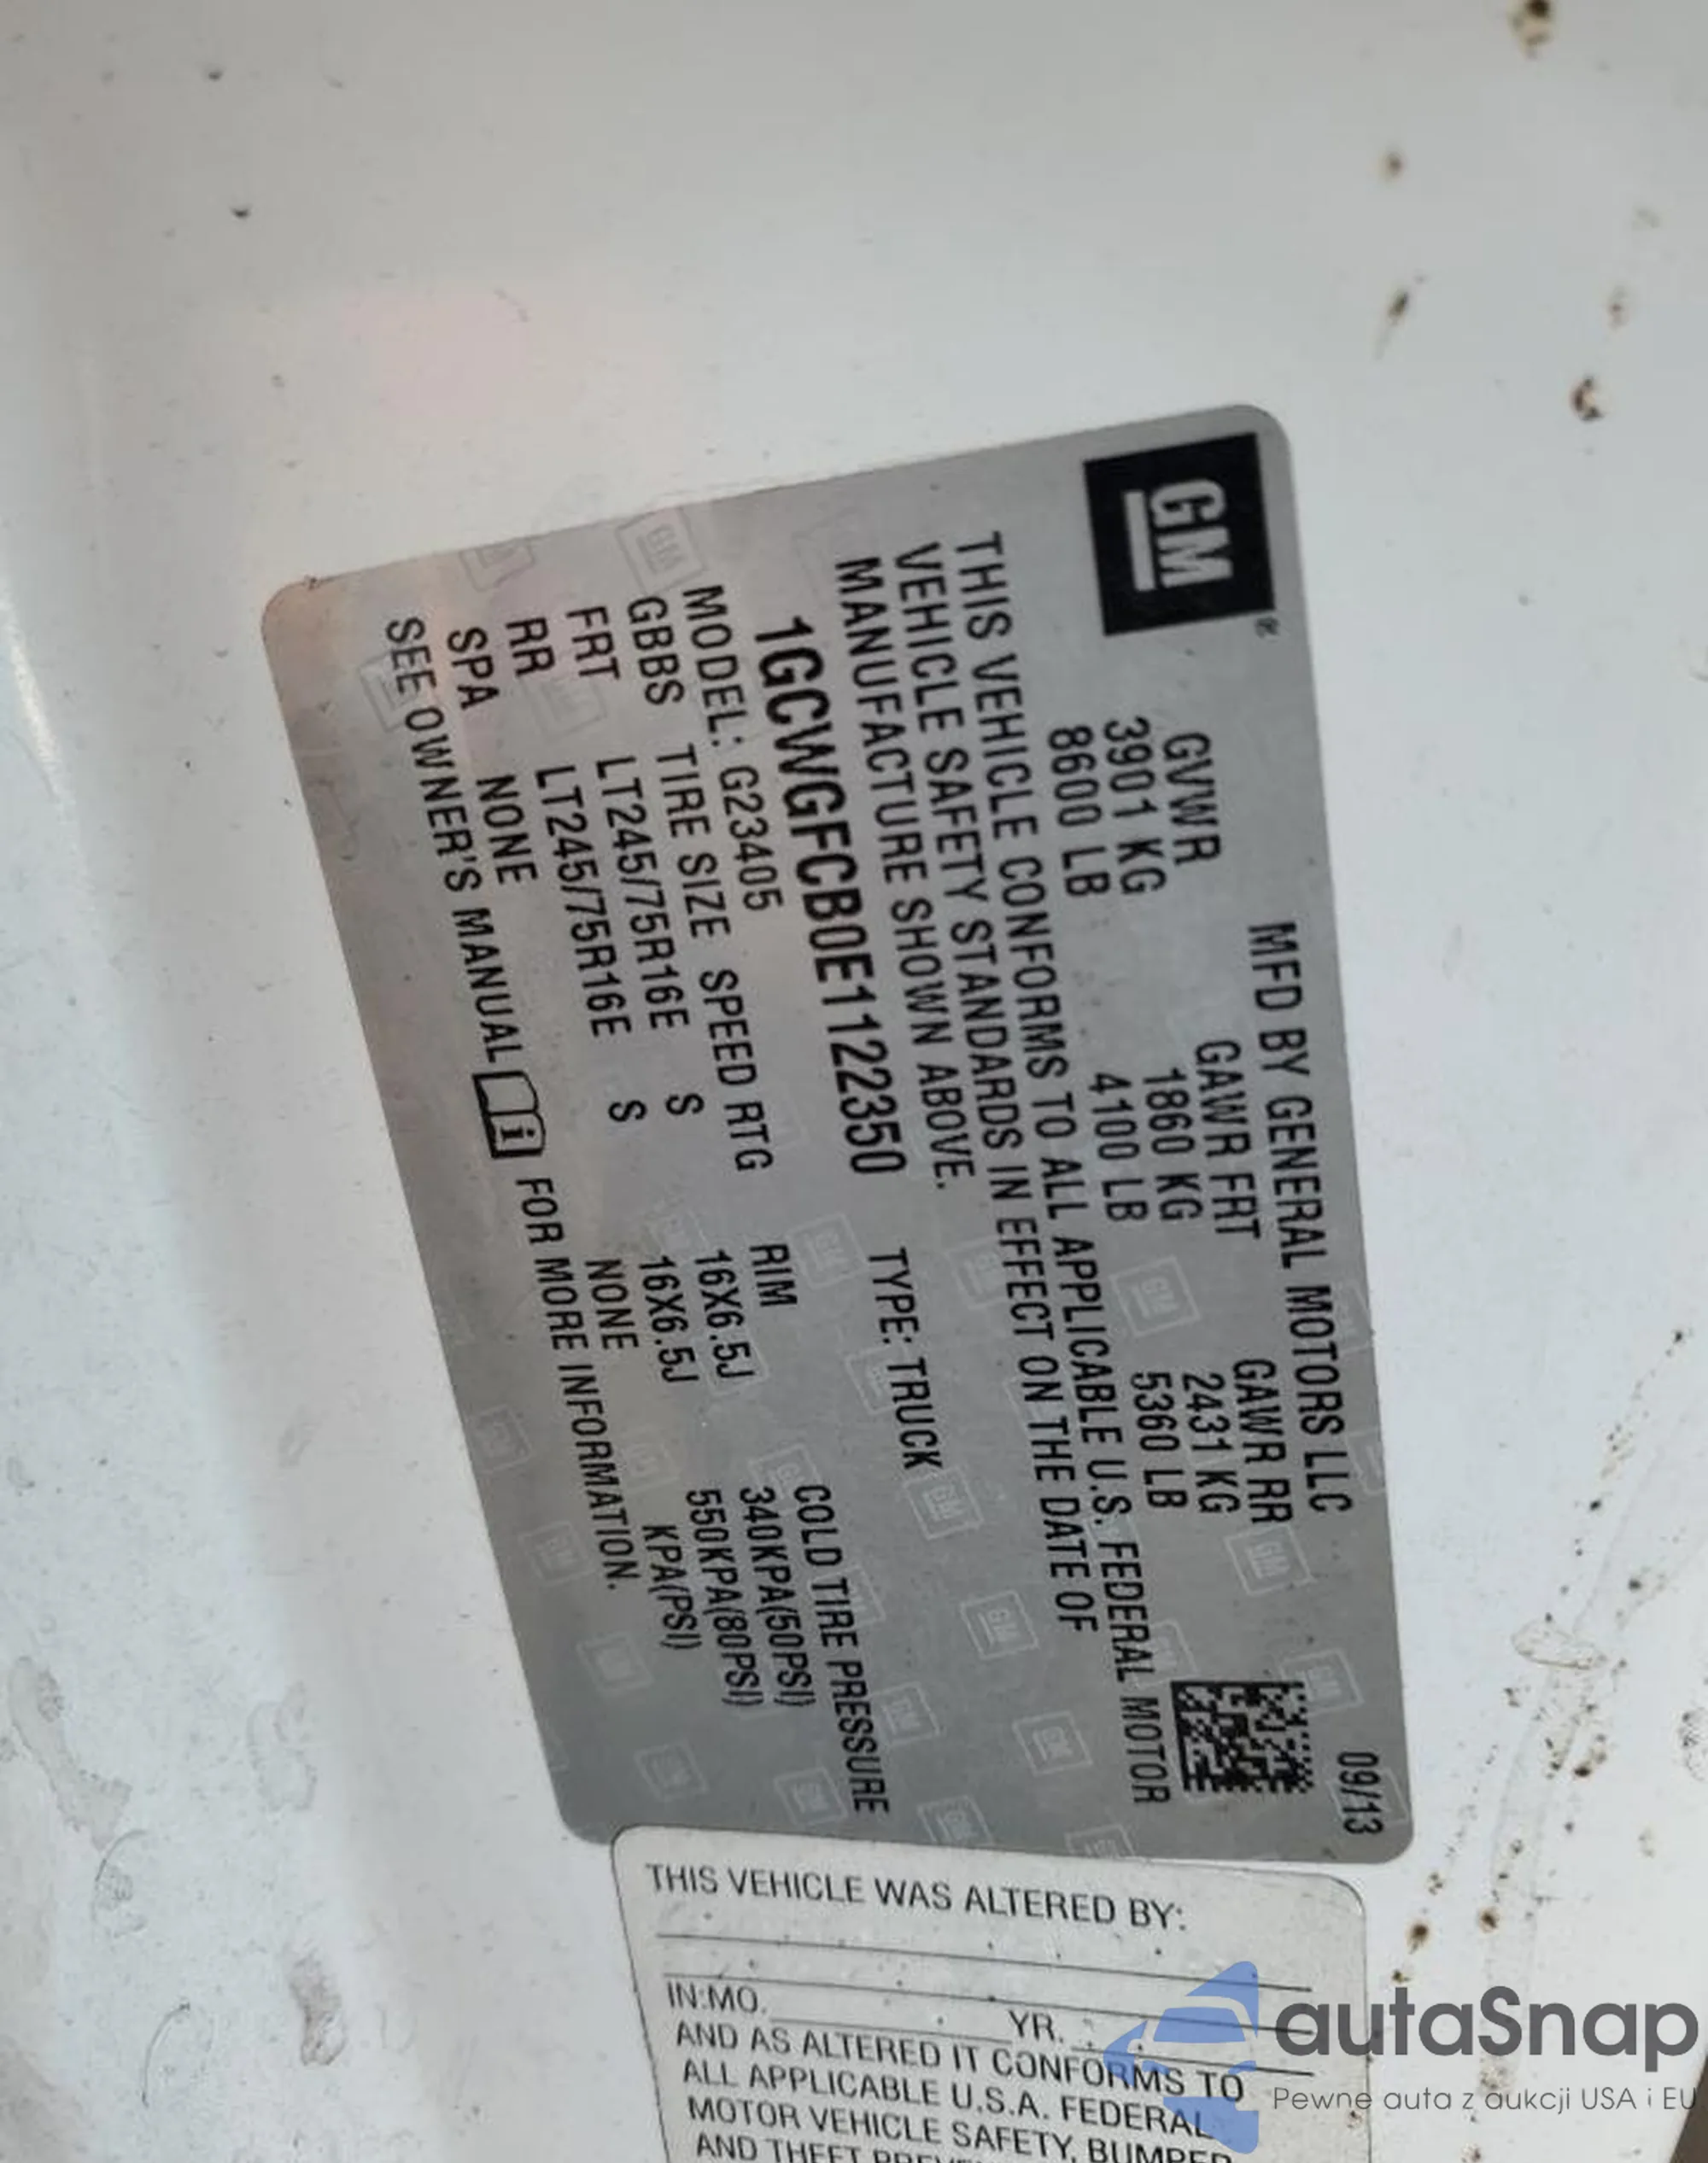 GM®
MFD BY GENERAL MOTORS LLC 09/13
GVWR GAWR FRT GAWR RR
3901 KG 1860 KG 2431 KG
8600 LB 4100 LB 5360 LB
THIS VEHICLE CONFORMS TO ALL APPLICABLE U.S. FEDERAL MOTOR
VEHICLE SAFETY STANDARDS IN EFFECT ON THE DATE OF
MANUFACTURE SHOWN ABOVE.
1GCWGFCB0E1122350 TYPE: TRUCK
MODEL: G23405
GBBS TIRE SIZE SPEED RTG RIM COLD TIRE PRESSURE
FRT LT245/75R16E S 16X6.5J 340KPA(50PSI)
RR LT245/75R16E S 16X6.5J 550KPA(80PSI)
SPA NONE NONE KPA(PSI)
SEE OWNER'S MANUAL i FOR MORE INFORMATION.
THIS VEHICLE WAS ALTERED BY:
IN:MO. YR.
AND AS ALTERED IT CONFORMS TO
ALL APPLICABLE U.S.A. FEDERAL
MOTOR VEHICLE SAFETY, BUMPER
AND THEFT
autaSnap
Pewne auta z aukcji USA i EU